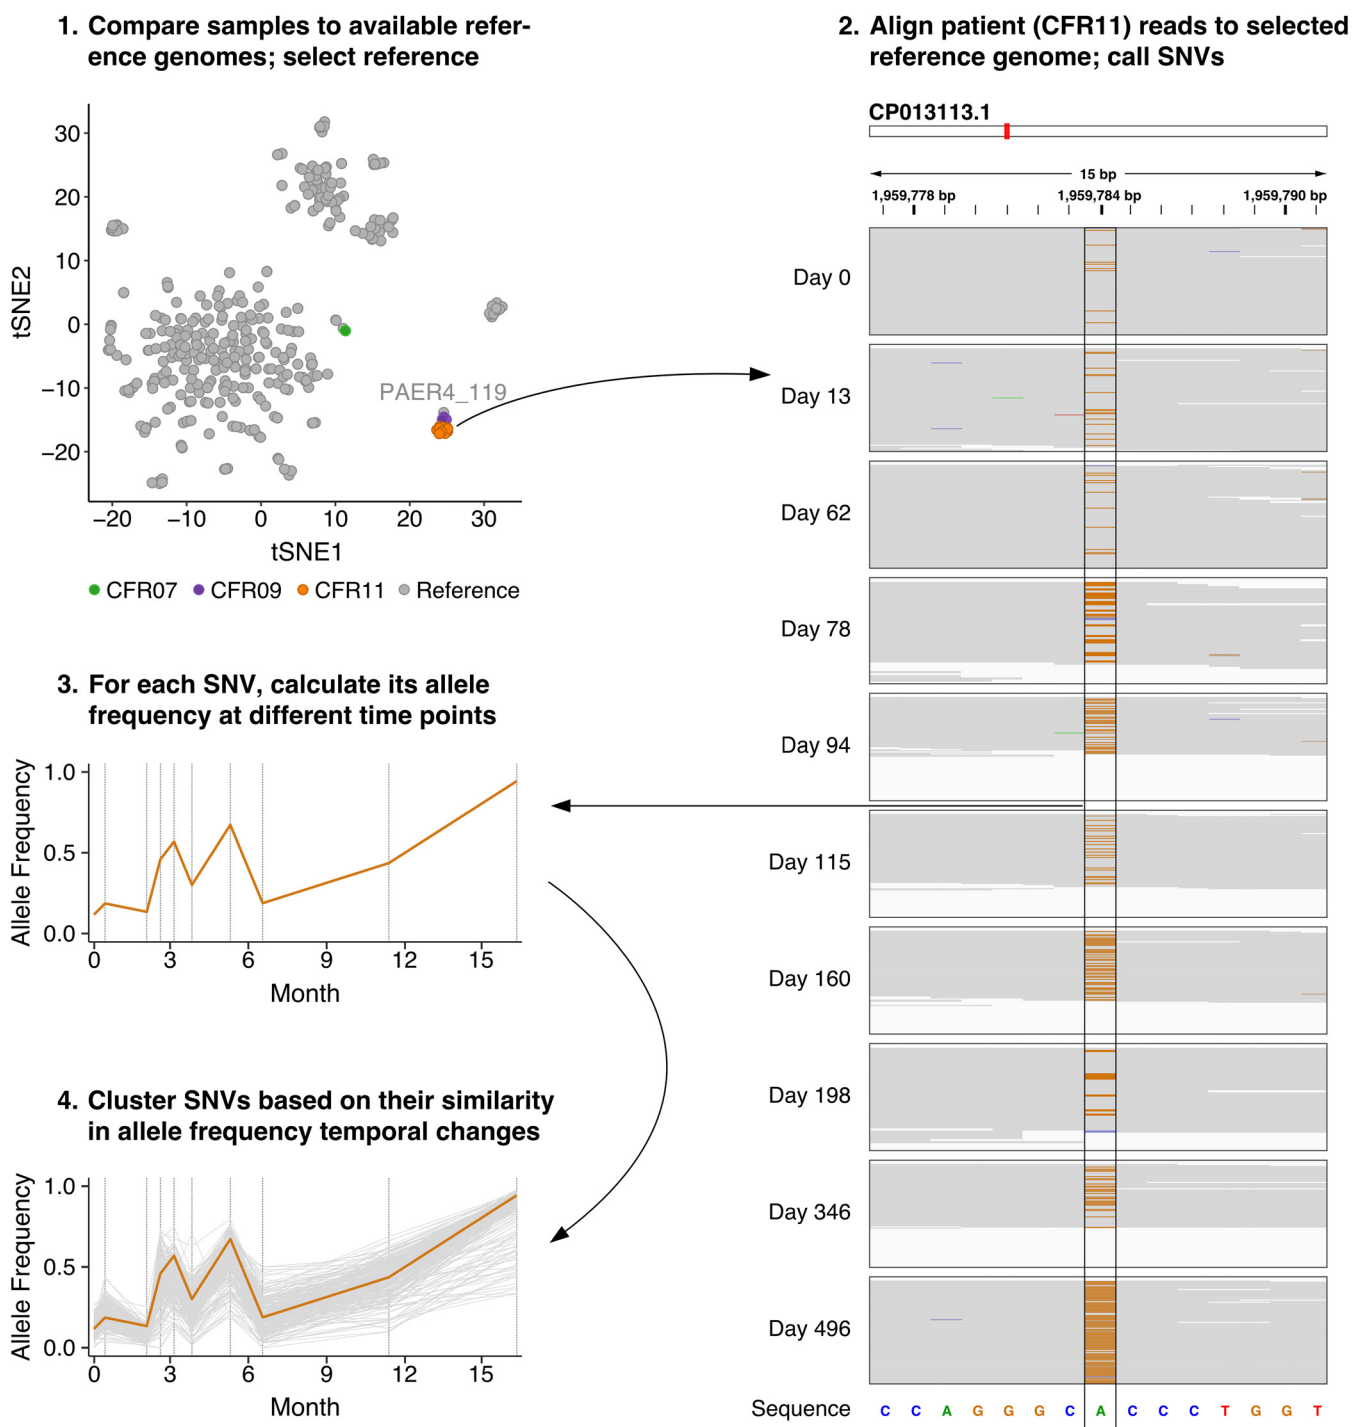 1. Compare samples to available refer-
ence genomes; select reference
30
20
10
0
−10
−20
tSNE2
PAER4_119
−20 −10 0 10 20 30
tSNE1
CFR07 CFR09 CFR11 Reference
2. Align patient (CFR11) reads to selected
reference genome; call SNVs
CP013113.1
15 bp
1,959,778 bp 1,959,784 bp 1,959,790 bp
Day 0
Day 13
Day 62
Day 78
Day 94
Day 115
Day 160
Day 198
Day 346
Day 496
Sequence C C A G G G C A C C C T G G T
3. For each SNV, calculate its allele
frequency at different time points
Allele Frequency
1.0
0.5
0.0
0 3 6 9 12 15
Month
4. Cluster SNVs based on their similarity
in allele frequency temporal changes
Allele Frequency
1.0
0.5
0.0
0 3 6 9 12 15
Month